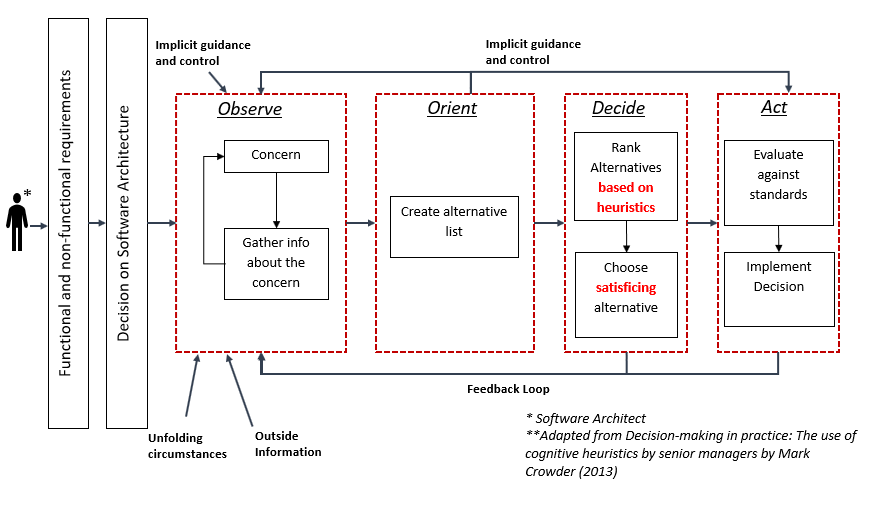 Functional and non-functional requirements
Decision on Software Architecture
*
Implicit guidance
and control
Implicit guidance
and control
Observe
Concern
Gather info
about the
concern
Orient
Create alternative
list
Decide
Rank
Alternatives
based on
heuristics
Choose
satisficing
alternative
Act
Evaluate
against
standards
Implement
Decision
Feedback Loop
Unfolding
circumstances
Outside
Information
* Software Architect
**Adapted from Decision-making in practice: The use of
cognitive heuristics by senior managers by Mark
Crowder (2013)